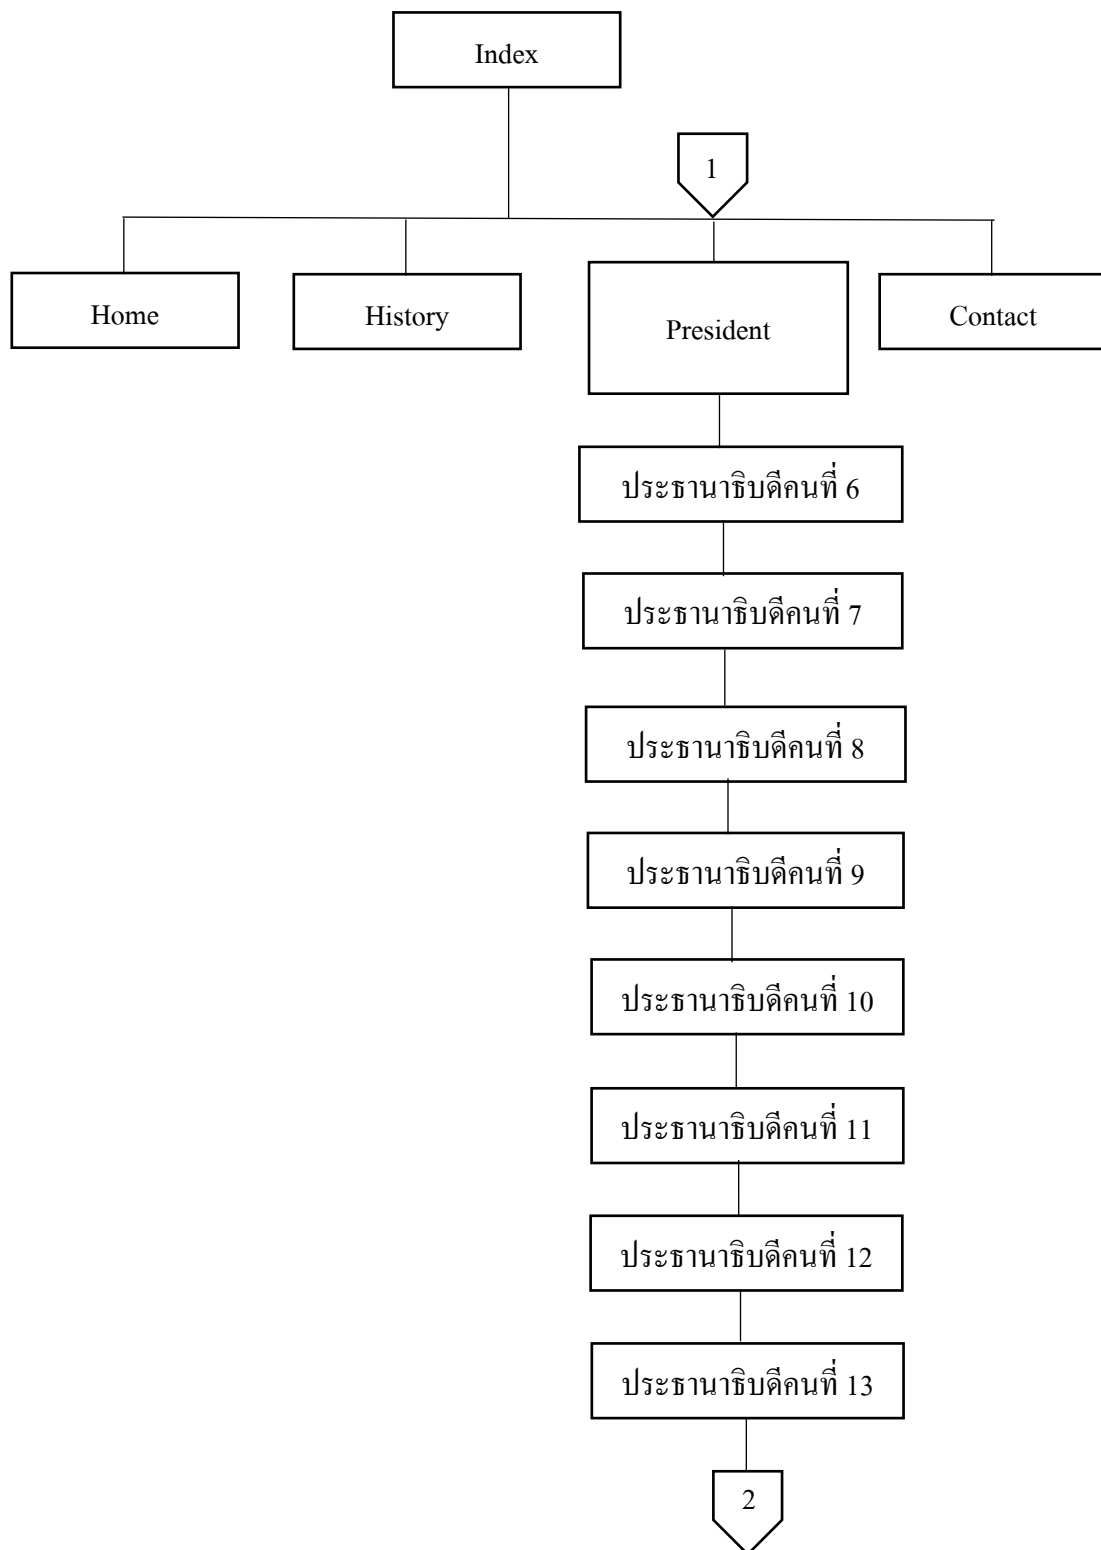 Index
1
Home
History
President
Contact
ประธานาธิบดีคนที่ 6
ประธานาธิบดีคนที่ 7
ประธานาธิบดีคนที่ 8
ประธานาธิบดีคนที่ 9
ประธานาธิบดีคนที่ 10
ประธานาธิบดีคนที่ 11
ประธานาธิบดีคนที่ 12
ประธานาธิบดีคนที่ 13
2